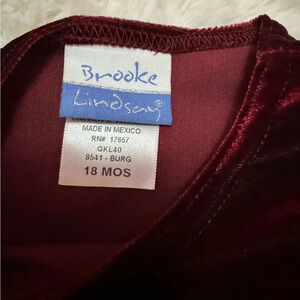 Brooke
Lindsay
MADE IN MEXICO
RN# 17657
GKL40
8541 - BURG
18 MOS